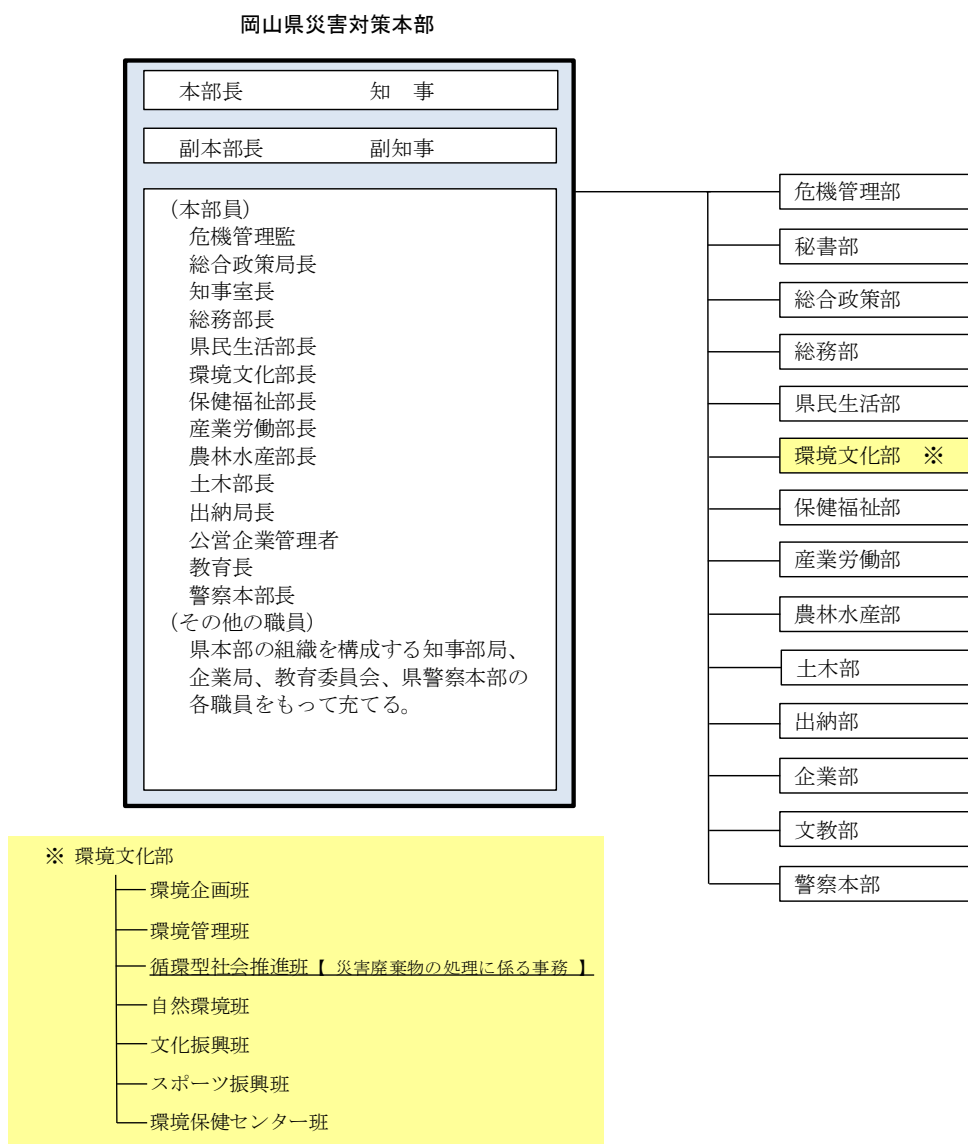 岡山県災害対策本部
本部長 知 事
副本部長 副知事
(本部員)
危機管理監
総合政策局長
知事室長
総務部長
県民生活部長
環境文化部長
保健福祉部長
産業労働部長
農林水産部長
土木部長
出納局長
公営企業管理者
教育長
警察本部長
(その他の職員)
県本部の組織を構成する知事部局、
企業局、教育委員会、県警察本部の
各職員をもって充てる。
危機管理部
秘書部
総合政策部
総務部
県民生活部
環境文化部 ※
保健福祉部
産業労働部
農林水産部
土木部
出納部
企業部
文教部
警察本部
※ 環境文化部
環境企画班
環境管理班
循環型社会推進班【 災害廃棄物の処理に係る事務 】
自然環境班
文化振興班
スポーツ振興班
環境保健センター班